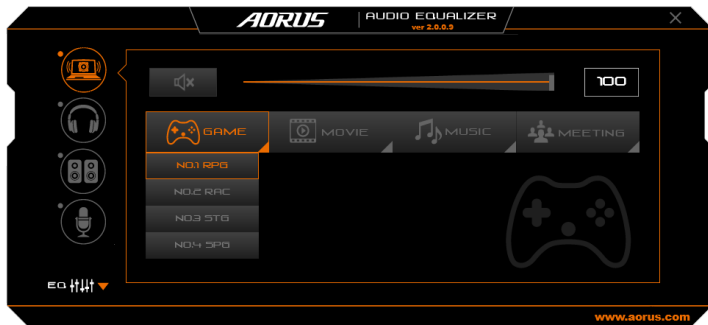 AORUS
AUDIO EQUALIZER
ver 2.0.0.9
100
GAME
MOVIE
MUSIC
MEETING
NO.1 RPG
NO.2 RAC
NO.3 STG
NO.4 SPG
EQ
www.aorus.com